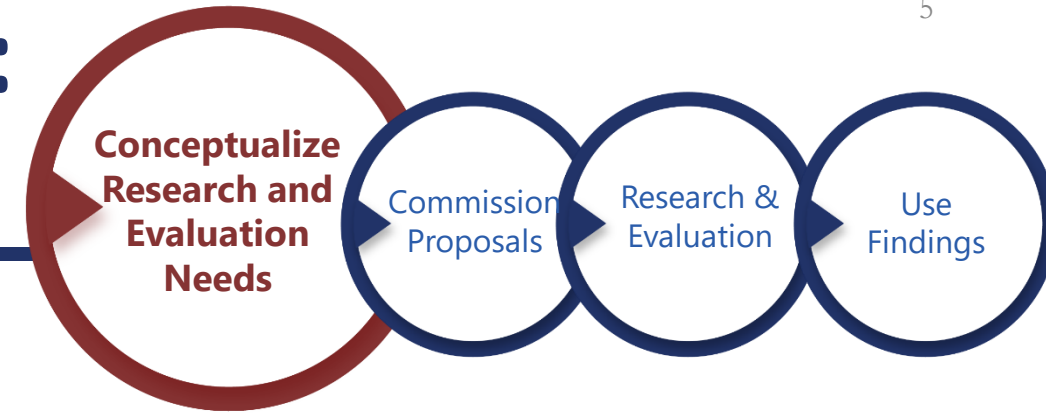 5
Conceptualize
Research and
Evaluation
Needs
Commission
Proposals
Research &
Evaluation
Use
Findings